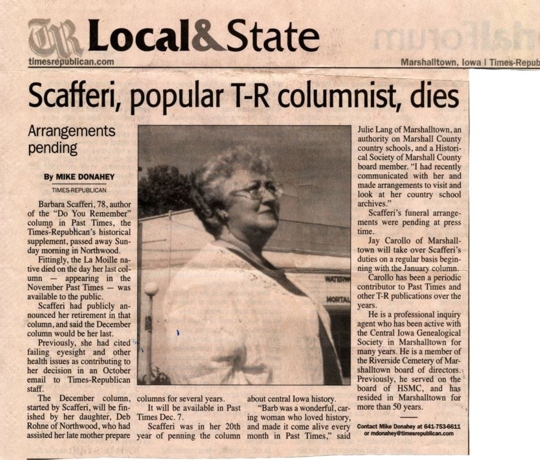 TR Local&State
timesrepublican.com
Marshalltown, Iowa | Times-Repub
Scafferi, popular T-R columnist, dies
Arrangements
pending
By MIKE DONAHEY
TIMES-REPUBLICAN
Barbara Scafferi, 78, author
of the "Do You Remember"
column in Past Times, the
Times-Republican's historical
supplement, passed away Sun-
day morning in Northwood.
Fittingly, the La Moille na-
tive died on the day her last col-
umn — appearing in the
November Past Times — was
available to the public.
Scafferi had publicly an-
nounced her retirement in that
column, and said the December
column would be her last.
Previously, she had cited
failing eyesight and other
health issues as contributing to
her decision in an October
email to Times-Republican
staff.
The December column,
started by Scafferi, will be fin-
ished by her daughter, Deb
Rohne of Northwood, who had
assisted her late mother prepare
columns for several years.
It will be available in Past
Times Dec. 7.
Scafferi was in her 20th
year of penning the column
about central Iowa history.
"Barb was a wonderful, car-
ing woman who loved history,
and made it come alive every
month in Past Times," said
Julie Lang of Marshalltown, an
authority on Marshall County
country schools, and a Histori-
cal Society of Marshall County
board member. "I had recently
communicated with her and
made arrangements to visit and
look at her country school
archives."
Scafferi's funeral arrange-
ments were pending at press
time.
Jay Carollo of Marshall-
town will take over Scafferi's
duties on a regular basis begin-
ning with the January column.
Carollo has been a periodic
contributor to Past Times and
other T-R publications over the
years.
He is a professional inquiry
agent who has been active with
the Central Iowa Genealogical
Society in Marshalltown for
many years. He is a member of
the Riverside Cemetery of Mar-
shalltown board of directors.
Previously, he served on the
board of HSMC, and has
resided in Marshalltown for
more than 50 years.
Contact Mike Donahey at 641-753-6611
or mdonahey@timesrepublican.com
MORTAL